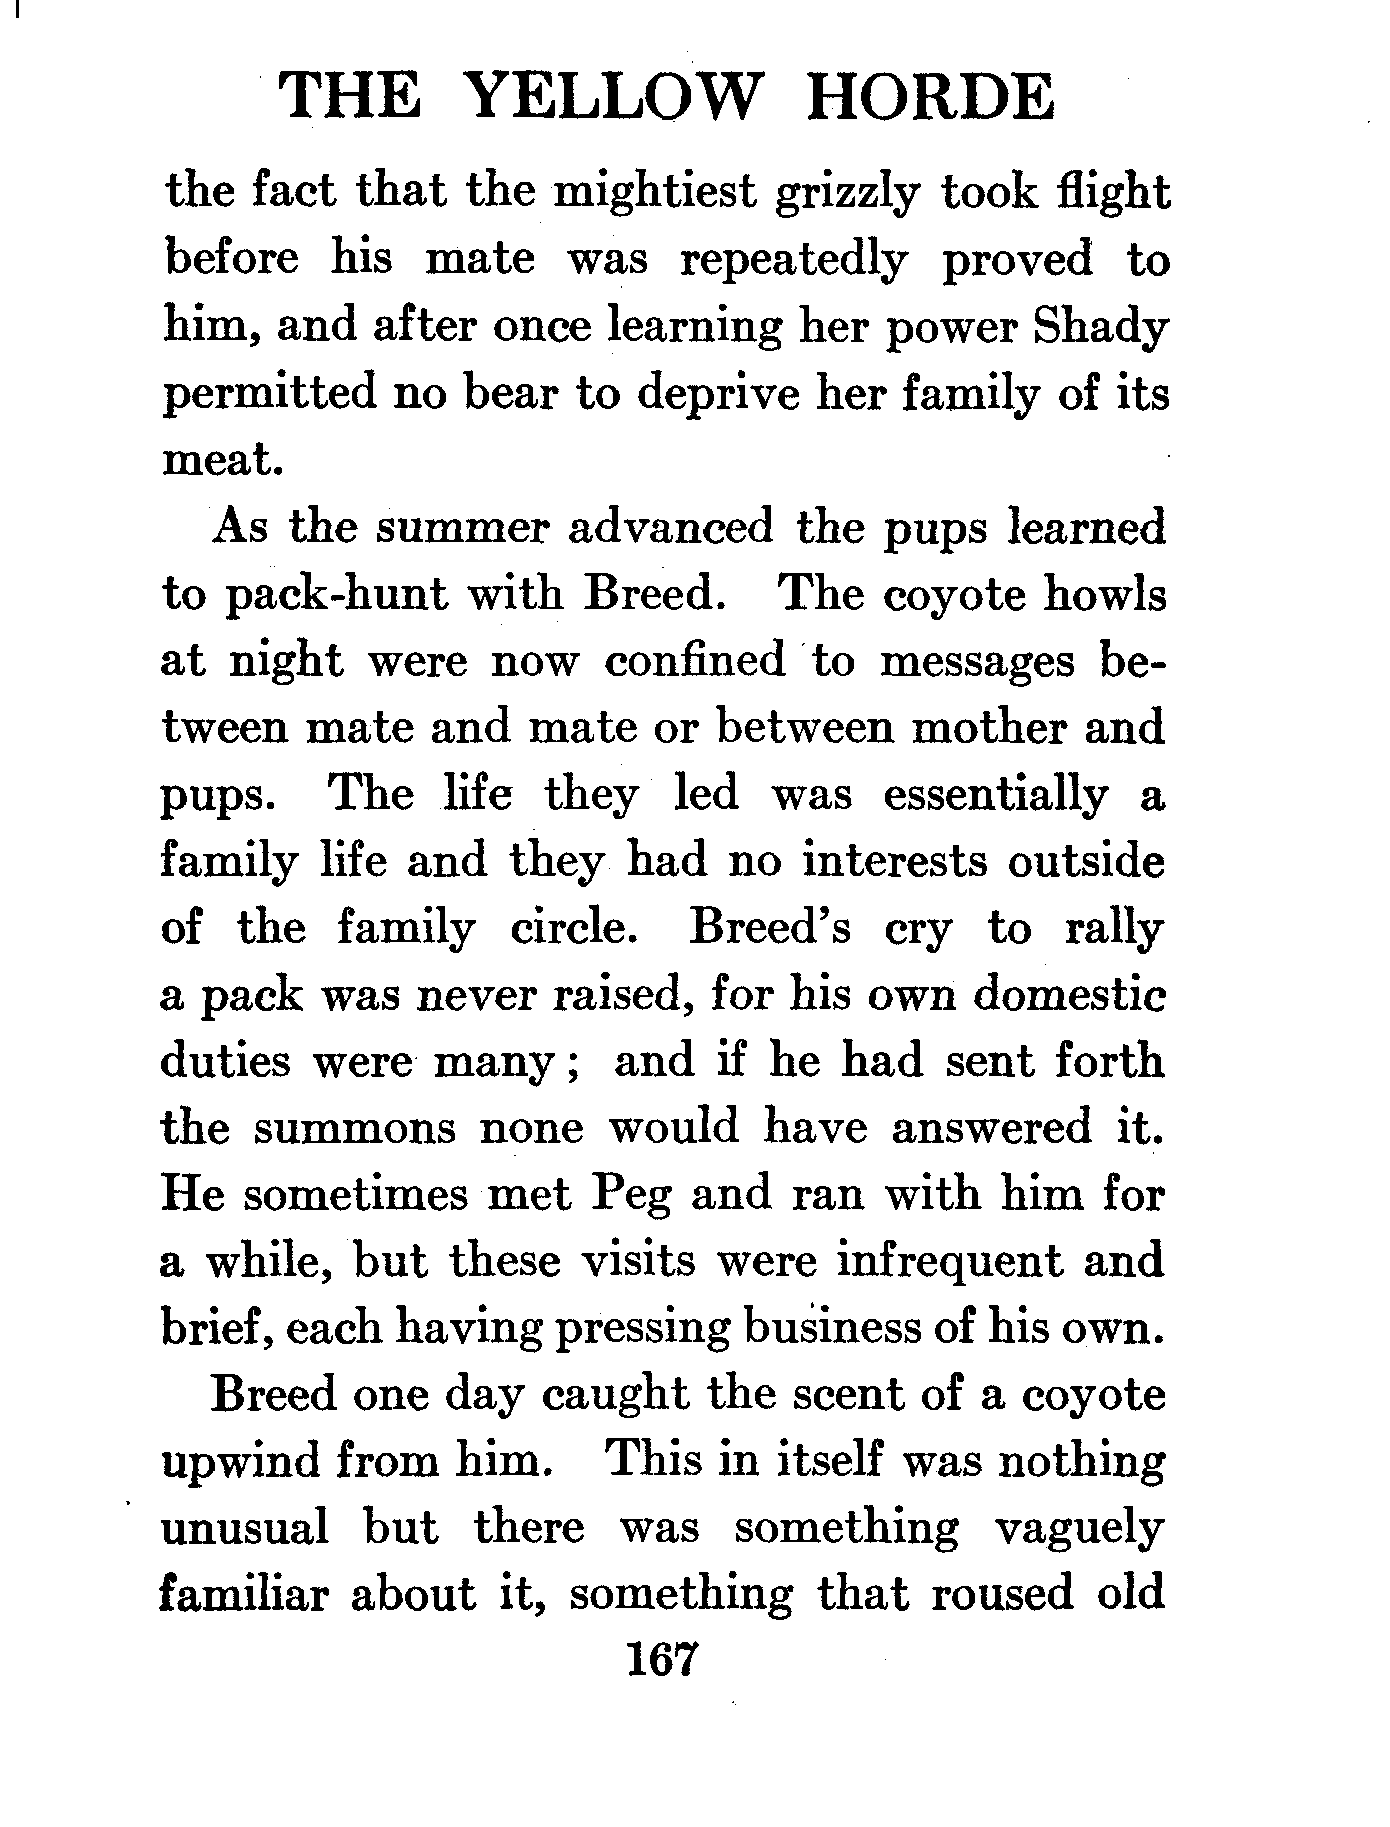 THE YELLOW HORDE
the fact that the mightiest grizzly took flight
before his mate was repeatedly proved to
him, and after once learning her power Shady
permitted no bear to deprive her family of its
meat.
As the summer advanced the pups learned
to pack-hunt with Breed. The coyote howls
at night were now confined to messages be-
tween mate and mate or between mother and
pups. The life they led was essentially a
family life and they had no interests outside
of the family circle. Breed's cry to rally
a pack was never raised, for his own domestic
duties were many; and if he had sent forth
the summons none would have answered it.
He sometimes met Peg and ran with him for
a while, but these visits were infrequent and
brief, each having pressing business of his own.
Breed one day caught the scent of a coyote
upwind from him. This in itself was nothing
unusual but there was something vaguely
familiar about it, something that roused old
167